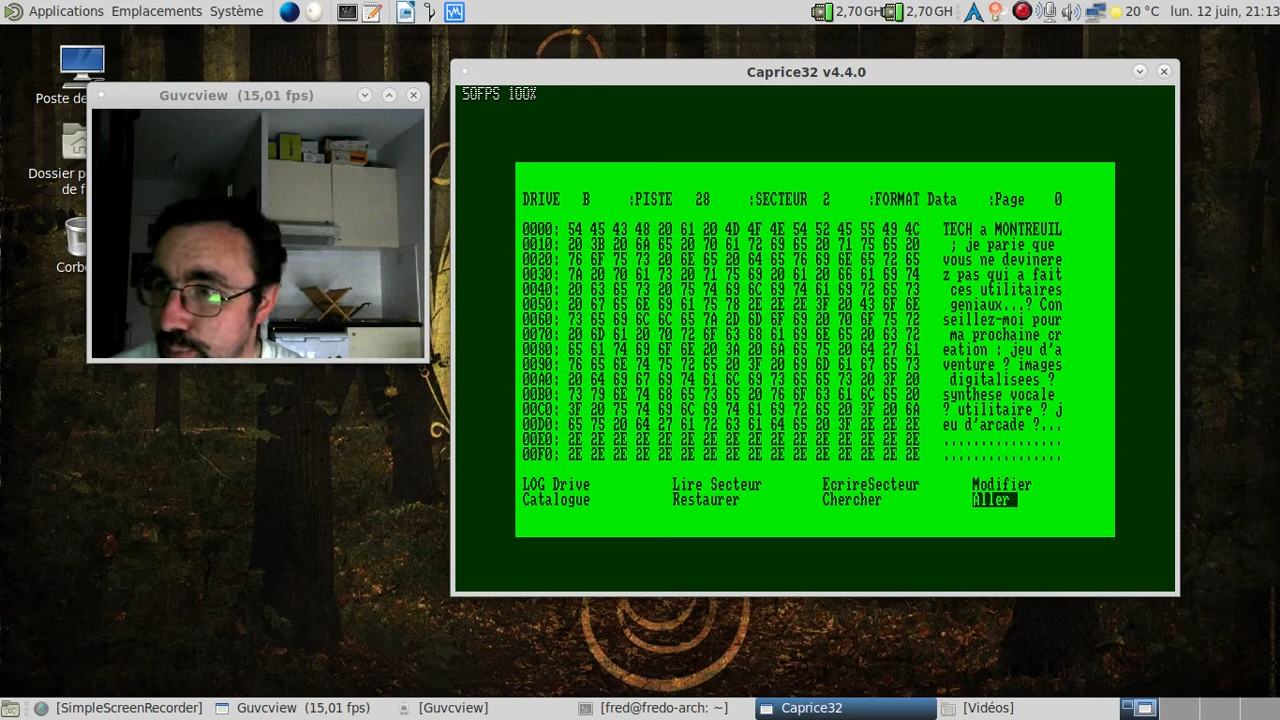 Applications Emplacements Système
2,70 GH 2,70 GH 20 °C lun. 12 juin, 21:13
Poste de
Dossier p
de f
Corb
Guvcview (15,01 fps)
Caprice32 v4.4.0
50FPS 100%
DRIVE B :PISTE 28 :SECTEUR 2 :FORMAT Data :Page 0
0000: 54 45 43 48 20 61 20 4D 4F 4E 54 52 45 55 49 4C TECH a MONTREUIL
0010: 20 3B 20 6A 65 20 70 61 72 69 65 20 71 75 65 20 ; je parie que
0020: 76 6F 75 73 20 6E 65 20 64 65 76 69 6E 65 72 65 vous ne devinere
0030: 7A 20 70 61 73 20 71 75 69 20 61 20 66 61 69 74 z pas qui a fait
0040: 20 63 65 73 20 75 74 69 6C 69 74 61 69 72 65 73 ces utilitaires
0050: 20 67 65 6E 69 61 75 78 2E 2E 2E 3F 20 43 6F 6E geniaux...? Con
0060: 73 65 69 6C 6C 65 7A 2D 6D 6F 69 20 70 6F 75 72 seillez-moi pour
0070: 20 6D 61 20 70 72 6F 63 68 61 69 6E 65 20 63 72 ma prochaine cr
0080: 65 61 74 69 6F 6E 20 3A 20 6A 65 75 20 64 27 61 eation : jeu d'a
0090: 76 65 6E 74 75 72 65 20 3F 20 69 6D 61 67 65 73 venture ? images
00A0: 20 64 69 67 69 74 61 6C 69 73 65 65 73 20 3F 20 digitalisees ?
00B0: 73 79 6E 74 68 65 73 65 20 76 6F 63 61 6C 65 20 synthese vocale
00C0: 3F 20 75 74 69 6C 69 74 61 69 72 65 20 3F 20 6A ? utilitaire ? j
00D0: 65 75 20 64 27 61 72 63 61 64 65 20 3F 2E 2E 2E eu d'arcade ?...
00E0: 2E 2E 2E 2E 2E 2E 2E 2E 2E 2E 2E 2E 2E 2E 2E 2E ................
00F0: 2E 2E 2E 2E 2E 2E 2E 2E 2E 2E 2E 2E 2E 2E 2E 2E ................
LOG Drive Lire Secteur EcrireSecteur Modifier
Catalogue Restaurer Chercher Aller
[SimpleScreenRecorder] Guvcview (15,01 fps) [Guvcview] [fred@fredo-arch: ~] Caprice32 [Vidéos]